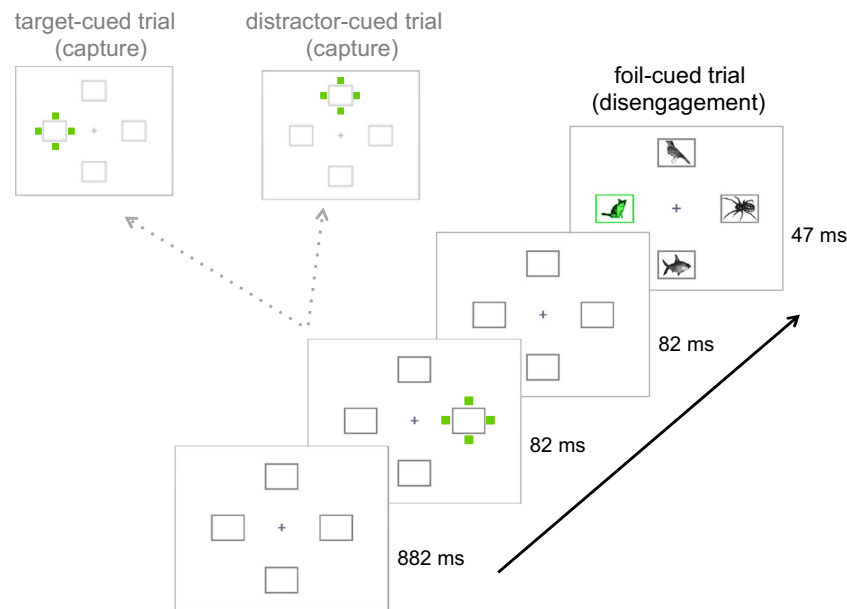 target-cued trial
(capture)
distractor-cued trial
(capture)
foil-cued trial
(disengagement)
47 ms
82 ms
82 ms
882 ms